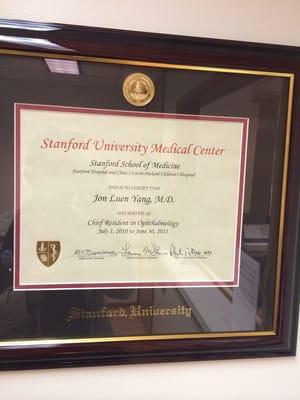 Stanford University Medical Center
Stanford School of Medicine
Stanford Hospital and Clinic / Lucile Packard Children's Hospital
THIS IS TO CERTIFY THAT
Jon Luen Yang, M.D.
HAS SERVED AS
Chief Resident in Ophthalmology
July 1, 2010 to June 30, 2011
Stanford University